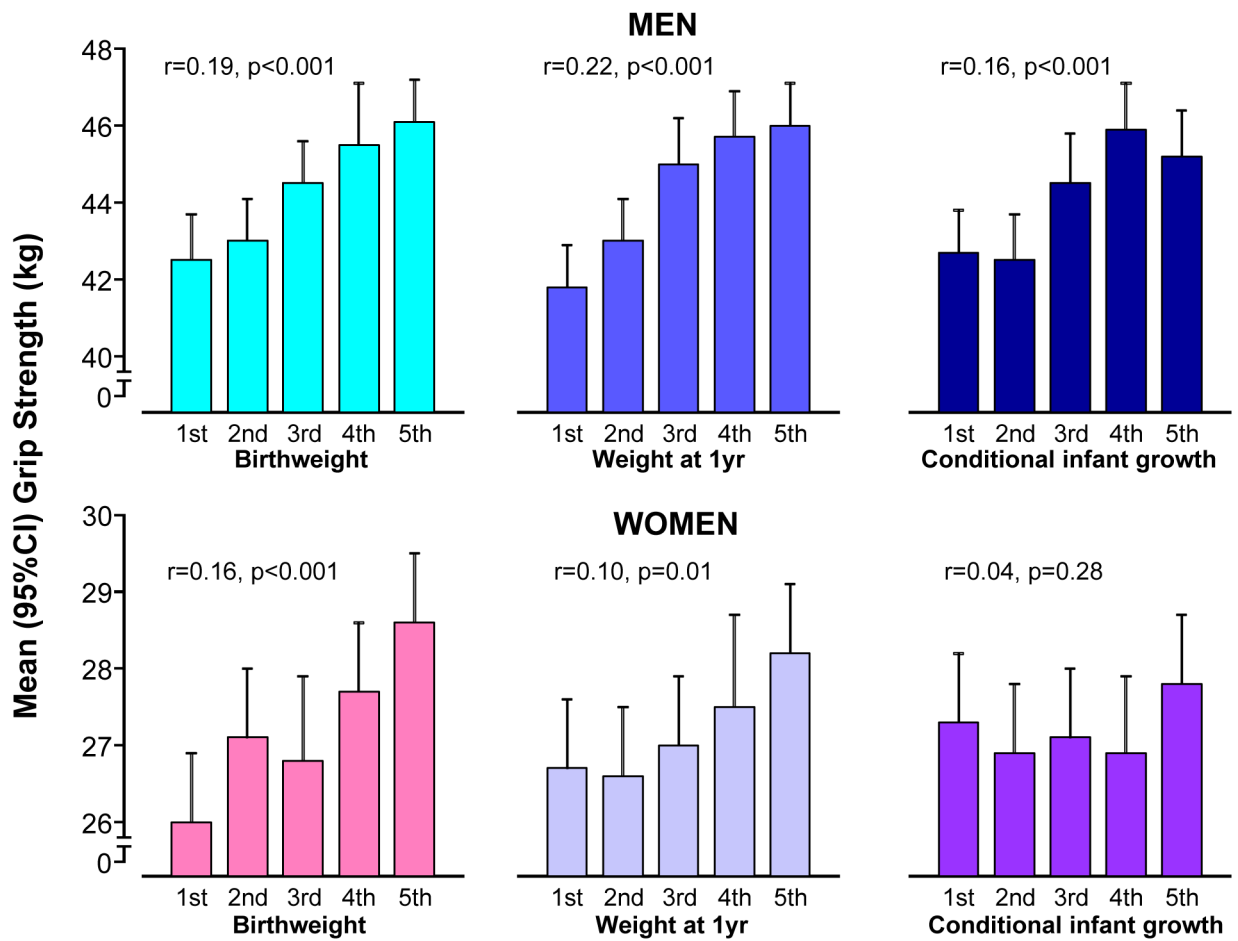 MEN
Mean (95%CI) Grip Strength (kg)
48
46
44
42
40
0
r=0.19, p<0.001
r=0.22, p<0.001
r=0.16, p<0.001
1st 2nd 3rd 4th 5th
Birthweight
1st 2nd 3rd 4th 5th
Weight at 1yr
1st 2nd 3rd 4th 5th
Conditional infant growth
WOMEN
30
29
28
27
26
0
r=0.16, p<0.001
r=0.10, p=0.01
r=0.04, p=0.28
1st 2nd 3rd 4th 5th
Birthweight
1st 2nd 3rd 4th 5th
Weight at 1yr
1st 2nd 3rd 4th 5th
Conditional infant growth